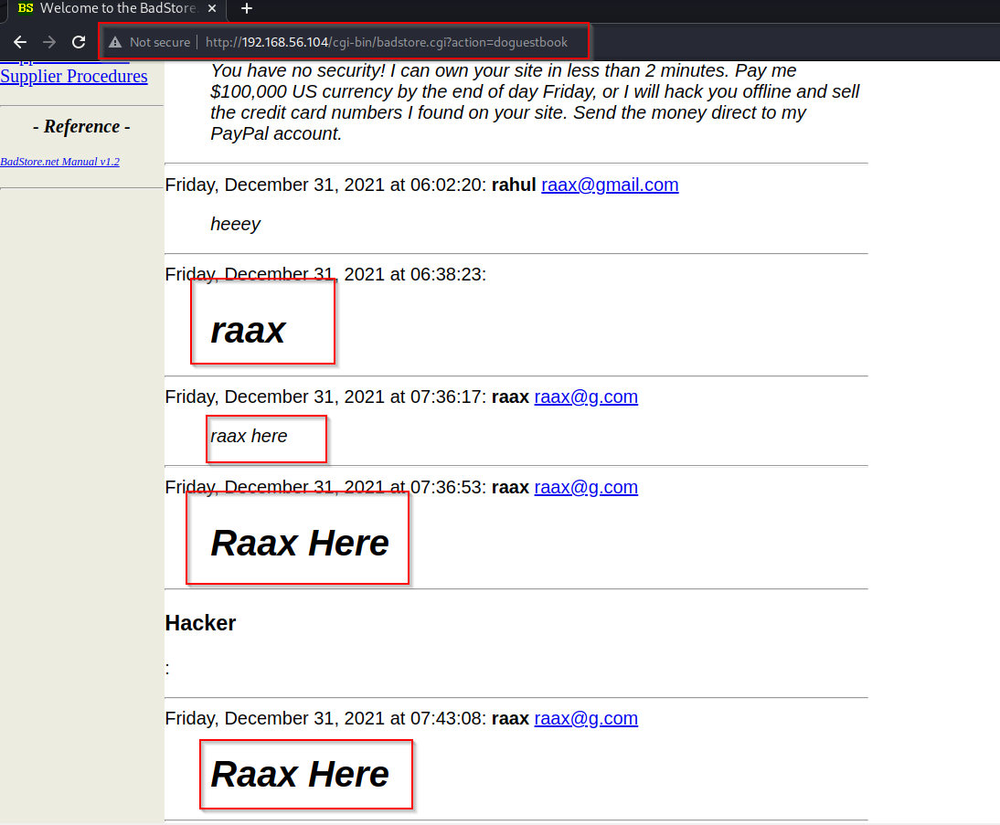 BS Welcome to the BadStore.
Not secure | http://192.168.56.104/cgi-bin/badstore.cgi?action=doguestbook
Supplier Procedures
- Reference -
BadStore.net Manual v1.2
You have no security! I can own your site in less than 2 minutes. Pay me
$100,000 US currency by the end of day Friday, or I will hack you offline and sell
the credit card numbers I found on your site. Send the money direct to my
PayPal account.
Friday, December 31, 2021 at 06:02:20: rahul raax@gmail.com
heeey
Friday, December 31, 2021 at 06:38:23:
raax
Friday, December 31, 2021 at 07:36:17: raax raax@g.com
raax here
Friday, December 31, 2021 at 07:36:53: raax raax@g.com
Raax Here
Hacker
:
Friday, December 31, 2021 at 07:43:08: raax raax@g.com
Raax Here